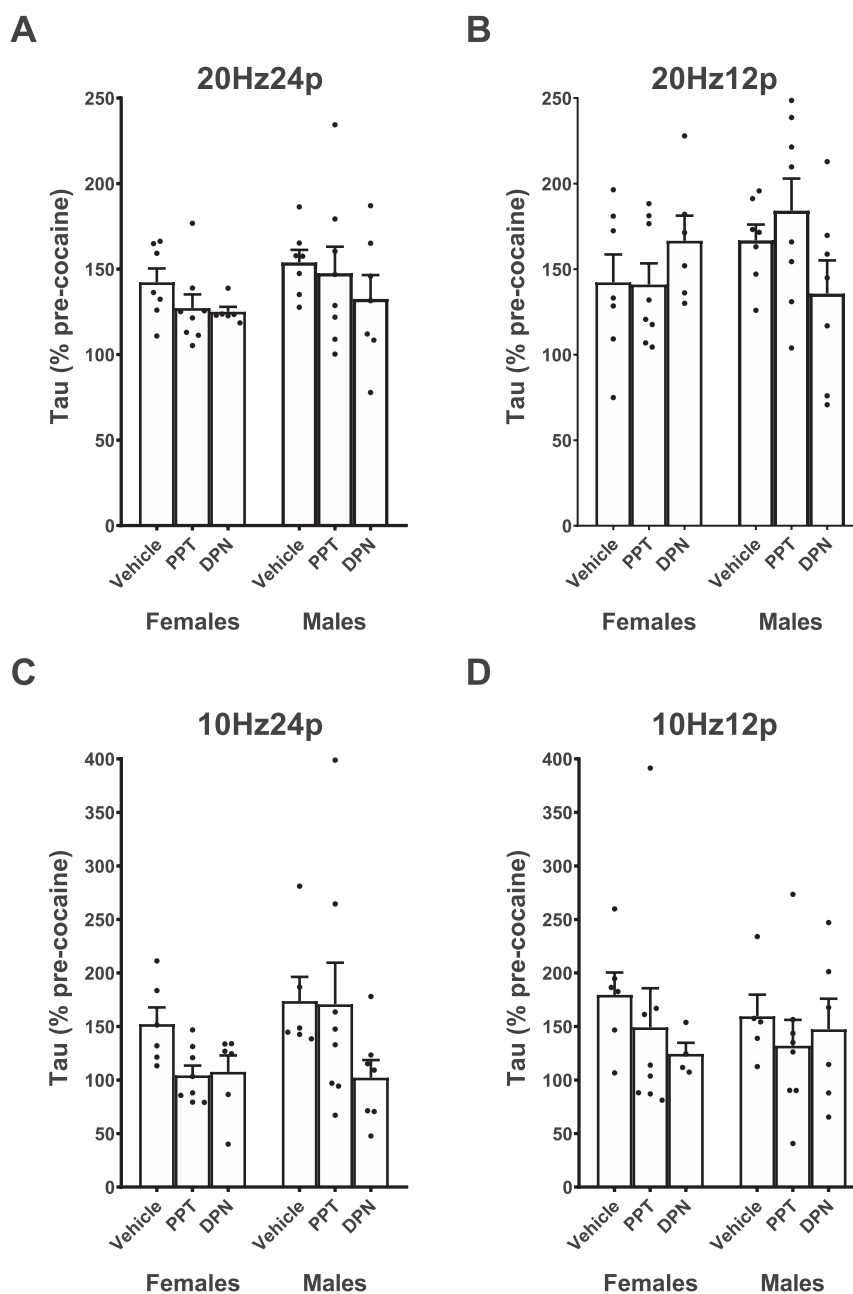 A
B
20Hz24p
20Hz12p
Tau (% pre-cocaine)
250
200
150
100
50
0
Vehicle
PPT
DPN
Vehicle
PPT
DPN
Females
Males
Tau (% pre-cocaine)
250
200
150
100
50
0
Vehicle
PPT
DPN
Vehicle
PPT
DPN
Females
Males
C
D
10Hz24p
10Hz12p
Tau (% pre-cocaine)
400
350
300
250
200
150
100
50
0
Vehicle
PPT
DPN
Vehicle
PPT
DPN
Females
Males
Tau (% pre-cocaine)
400
350
300
250
200
150
100
50
0
Vehicle
PPT
DPN
Vehicle
PPT
DPN
Females
Males